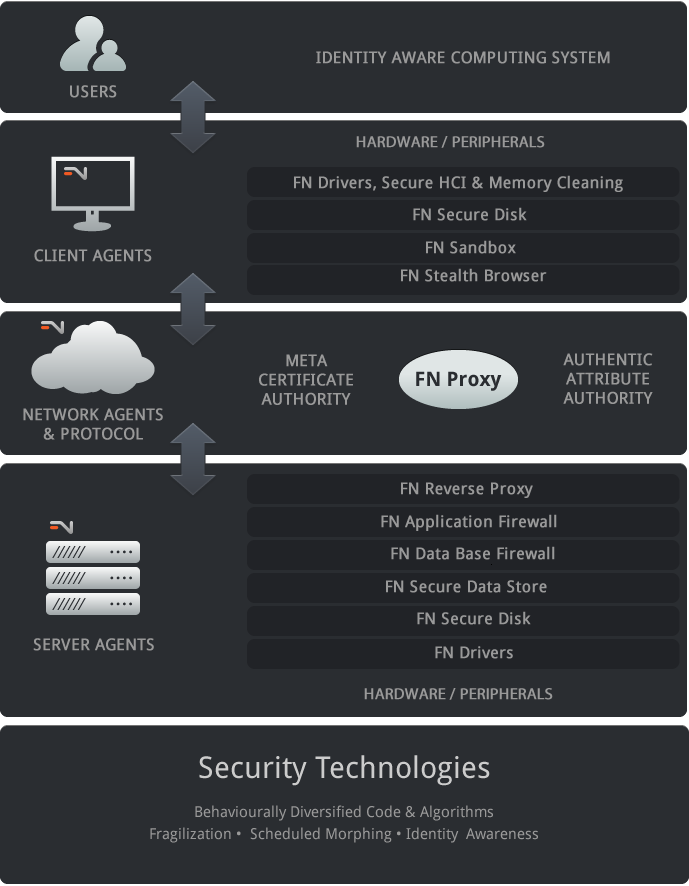 IDENTITY AWARE COMPUTING SYSTEM
USERS
HARDWARE / PERIPHERALS
FN Drivers, Secure HCI & Memory Cleaning
FN Secure Disk
FN Sandbox
FN Stealth Browser
CLIENT AGENTS
META
CERTIFICATE
AUTHORITY
FN Proxy
AUTHENTIC
ATTRIBUTE
AUTHORITY
NETWORK AGENTS
& PROTOCOL
FN Reverse Proxy
FN Application Firewall
FN Data Base Firewall
FN Secure Data Store
FN Secure Disk
FN Drivers
SERVER AGENTS
HARDWARE / PERIPHERALS
Security Technologies
Behaviourally Diversified Code & Algorithms
Fragilization • Scheduled Morphing • Identity Awareness